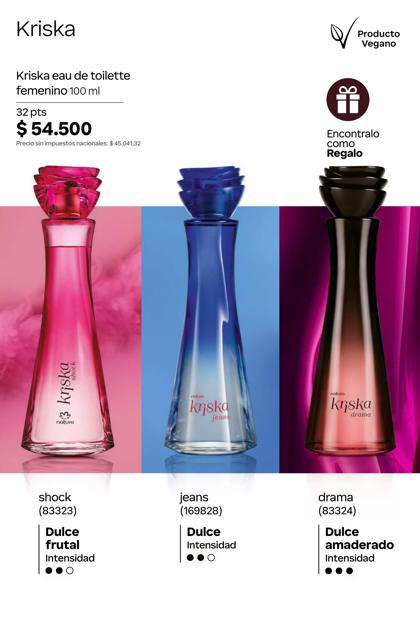 Kriska
Producto
Vegano
Kriska eau de toilette
femenino 100 ml
32 pts
$ 54.500
Precio sin impuestos nacionales: $ 45.041,32
Encontralo
como
Regalo
kriska
shock
natura
natura
kriska
jeans
natura
kriska
drama
shock
(83323)
Dulce
frutal
Intensidad
jeans
(169828)
Dulce
Intensidad
drama
(83324)
Dulce
amaderado
Intensidad